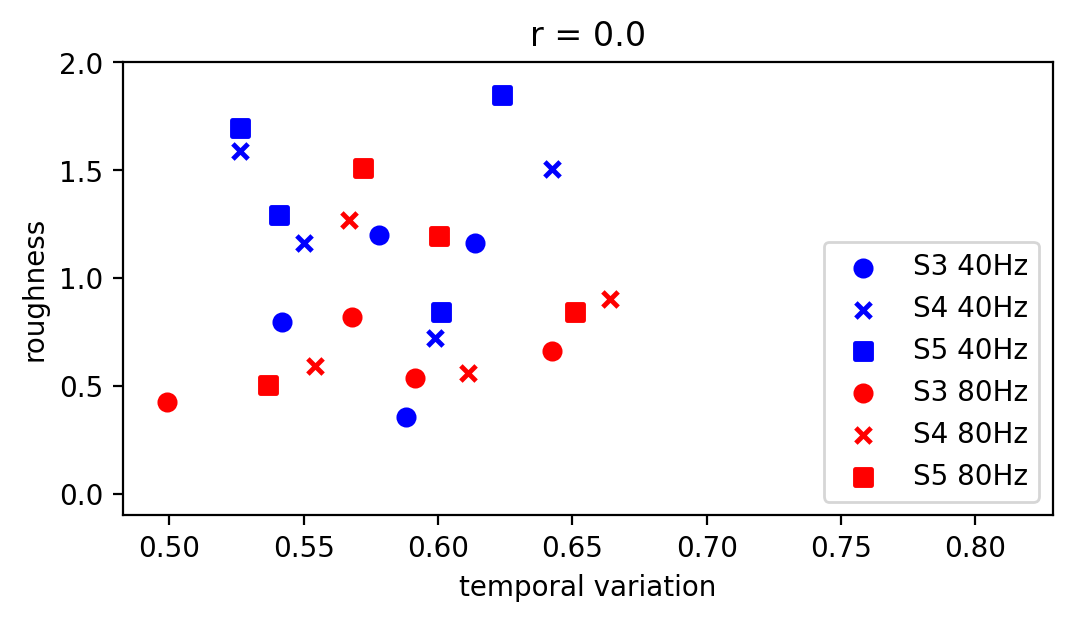 r = 0.0
2.0
1.5
1.0
0.5
0.0
roughness
0.50 0.55 0.60 0.65 0.70 0.75 0.80
temporal variation
S3 40Hz
S4 40Hz
S5 40Hz
S3 80Hz
S4 80Hz
S5 80Hz